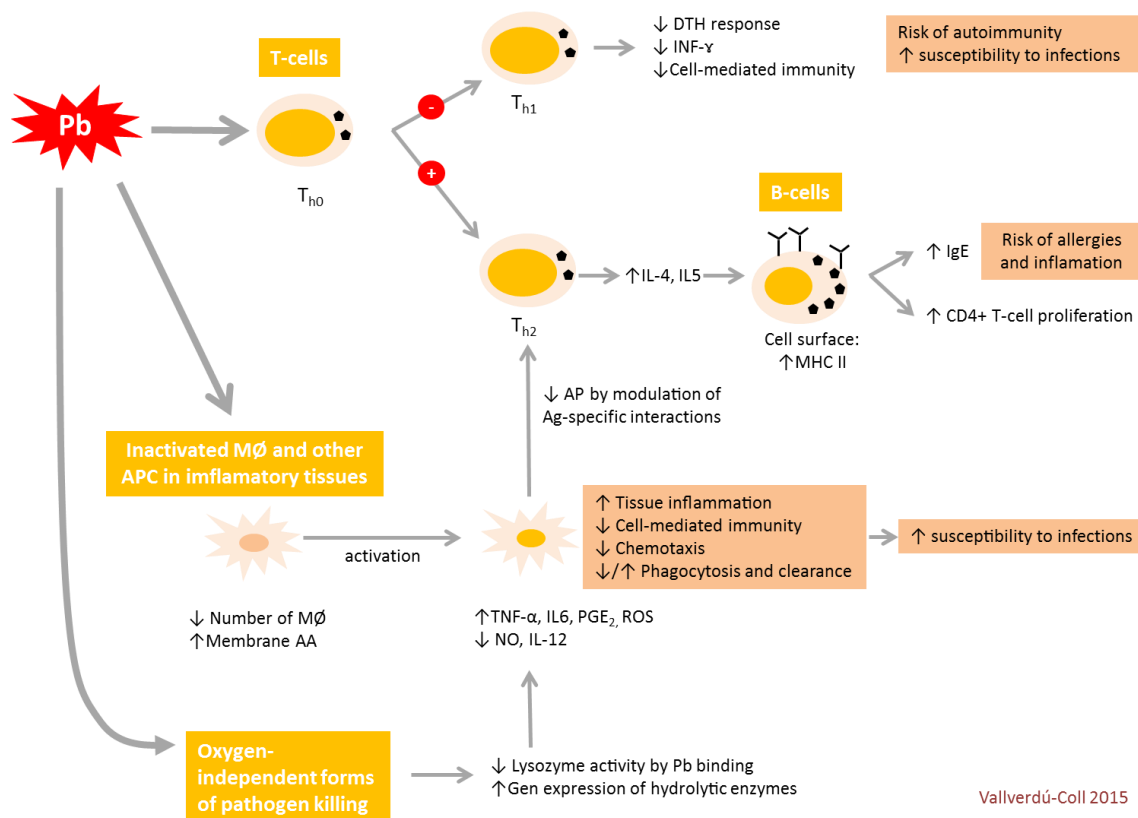 Pb
T-cells
Th0
-
+
Th1
↓ DTH response
↓ INF-ɤ
↓Cell-mediated immunity
Risk of autoimmunity
↑ susceptibility to infections
Th2
↑IL-4, IL5
B-cells
Cell surface:
↑MHC II
↑ IgE
Risk of allergies
and inflamation
↑ CD4+ T-cell proliferation
↓ AP by modulation of
Ag-specific interactions
Inactivated MØ and other
APC in imflamatory tissues
activation
↓ Number of MØ
↑Membrane AA
↑ Tissue inflammation
↓ Cell-mediated immunity
↓ Chemotaxis
↓/↑ Phagocytosis and clearance
↑ susceptibility to infections
↑TNF-α, IL6, PGE2, ROS
↓ NO, IL-12
Oxygen-
independent forms
of pathogen killing
↓ Lysozyme activity by Pb binding
↑Gen expression of hydrolytic enzymes
Vallverdú-Coll 2015